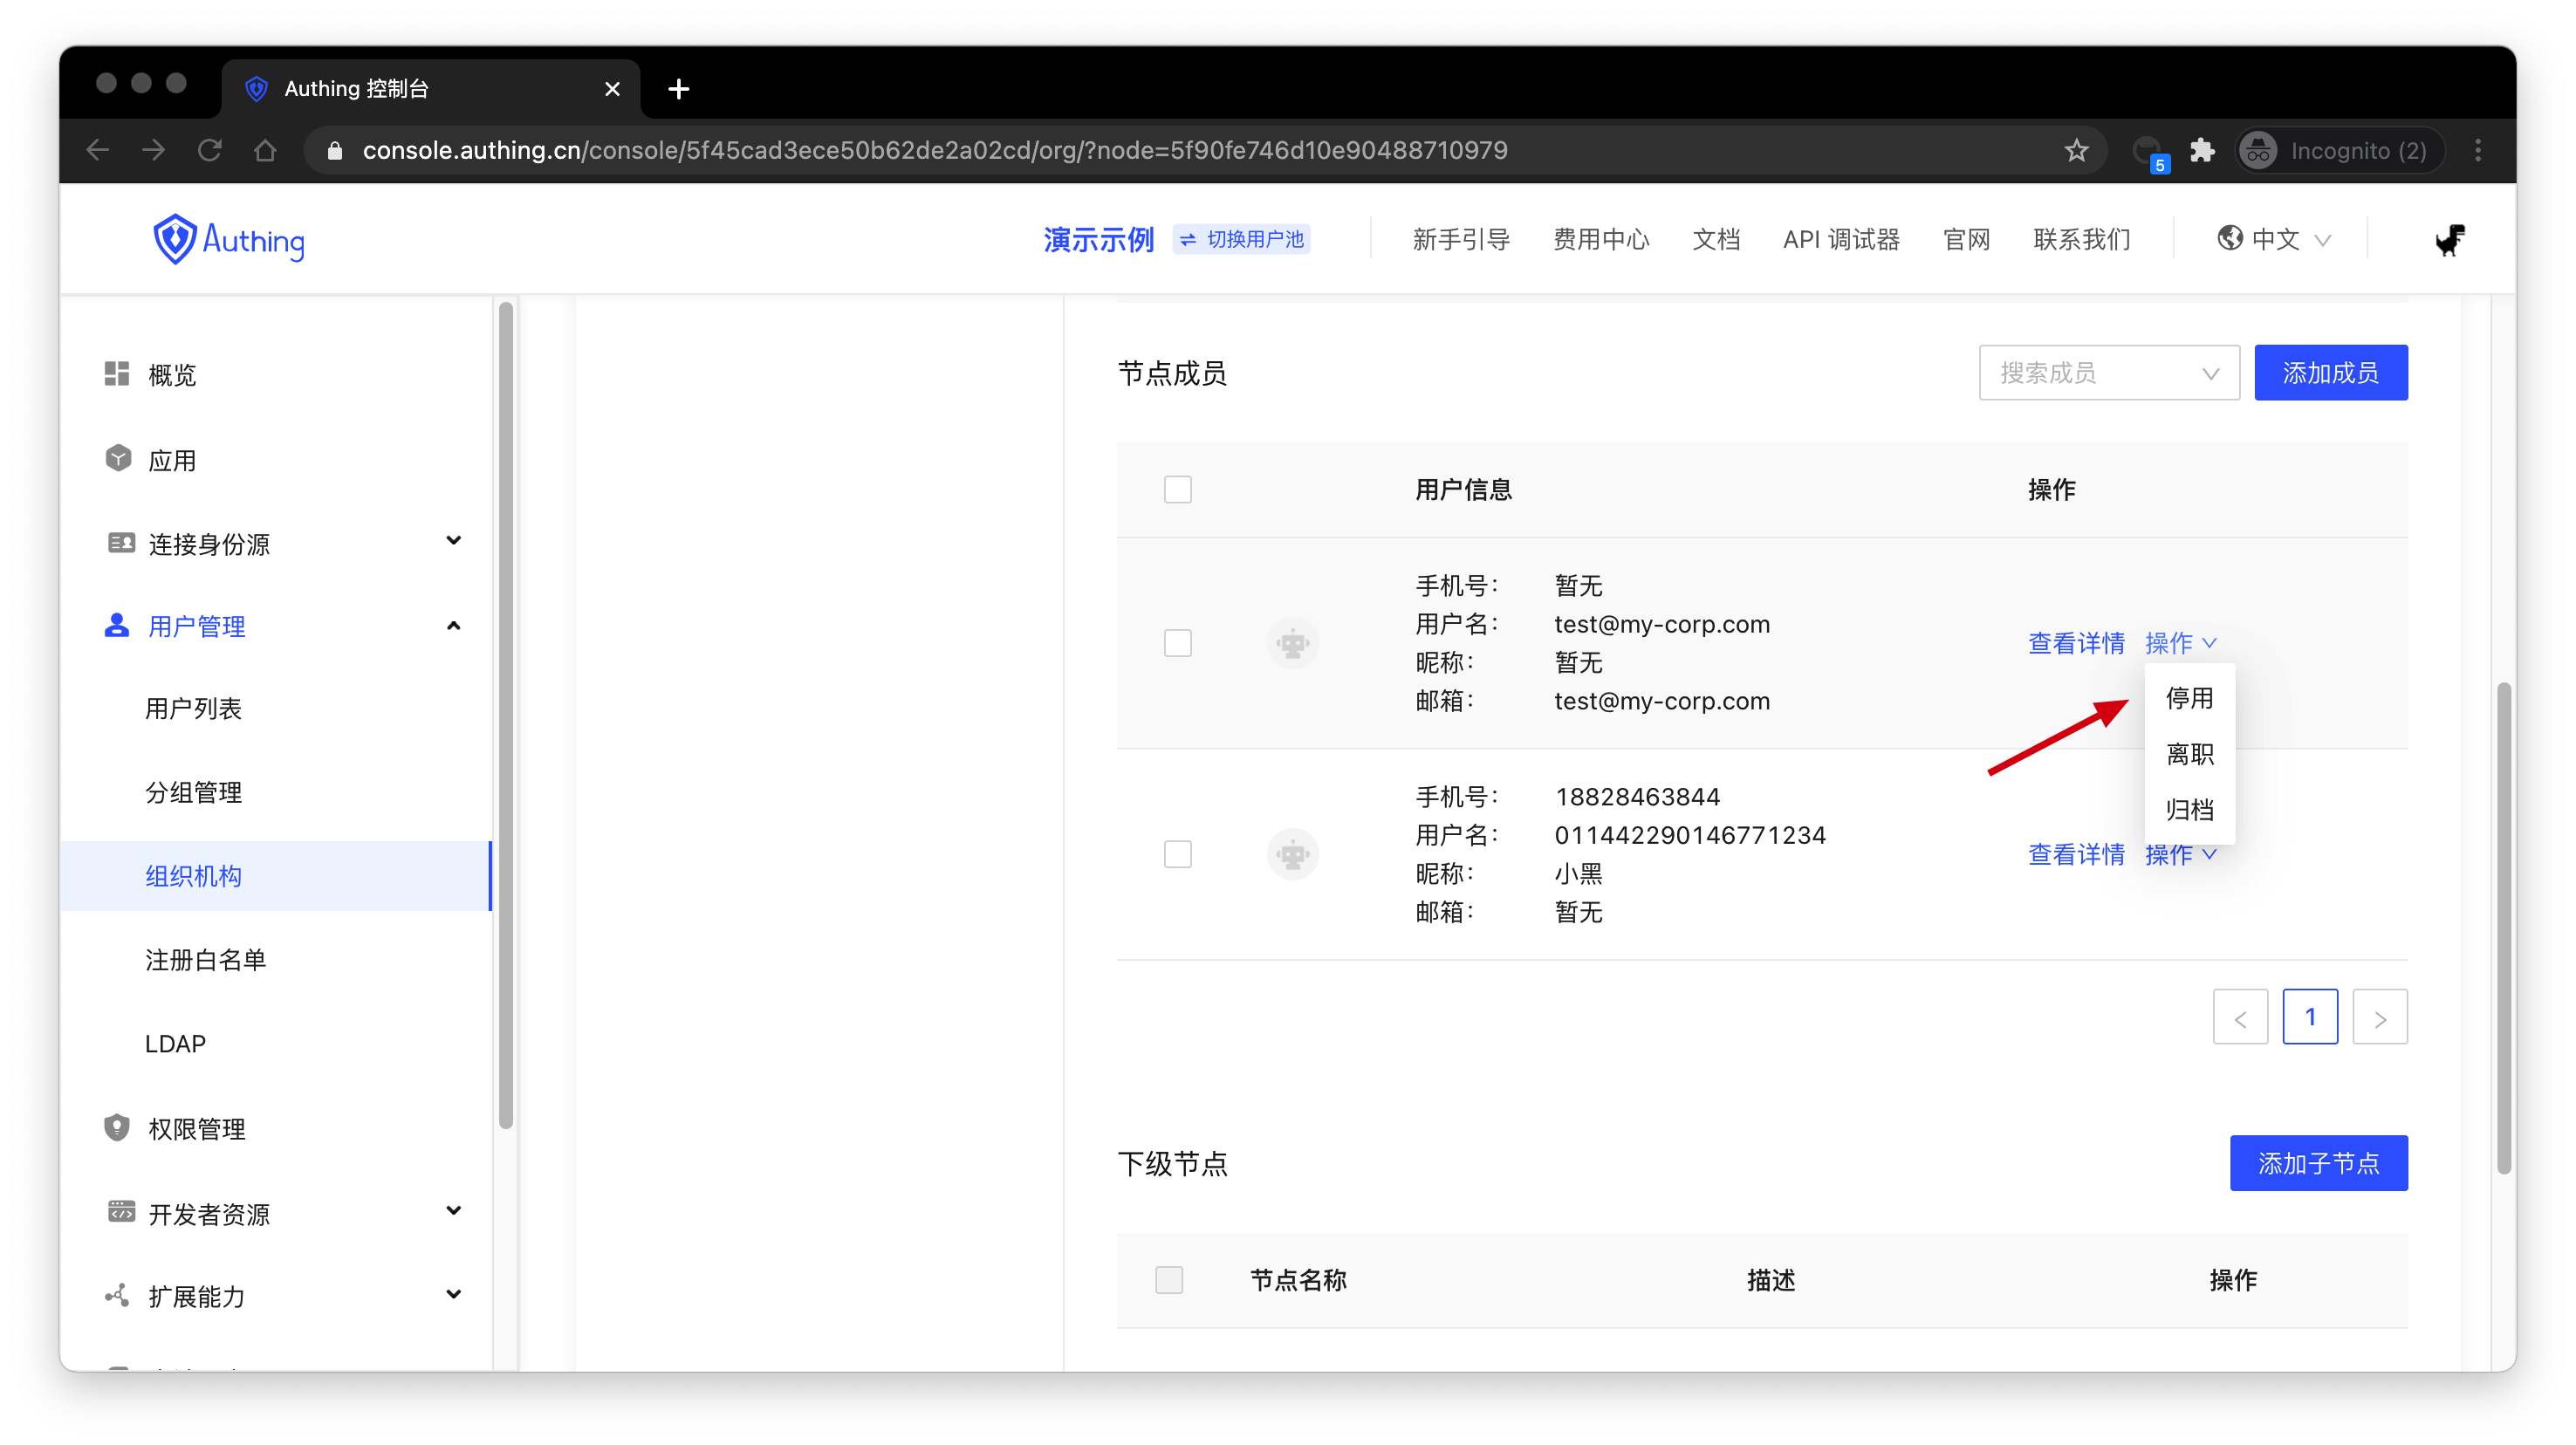 Authing 控制台
console.authing.cn/console/5f45cad3ece50b62de2a02cd/org/?node=5f90fe746d10e90488710979
5
Incognito (2)
Authing
演示示例
切换用户池
新手引导
费用中心
文档
API 调试器
官网
联系我们
中文
概览
应用
连接身份源
用户管理
用户列表
分组管理
组织机构
注册白名单
LDAP
权限管理
开发者资源
扩展能力
节点成员
搜索成员
添加成员
用户信息
操作
手机号： 暂无
用户名： test@my-corp.com
昵称： 暂无
邮箱： test@my-corp.com
查看详情 操作
停用
离职
归档
手机号： 18828463844
用户名： 011442290146771234
昵称： 小黑
邮箱： 暂无
查看详情 操作
< 1 >
下级节点
添加子节点
节点名称
描述
操作